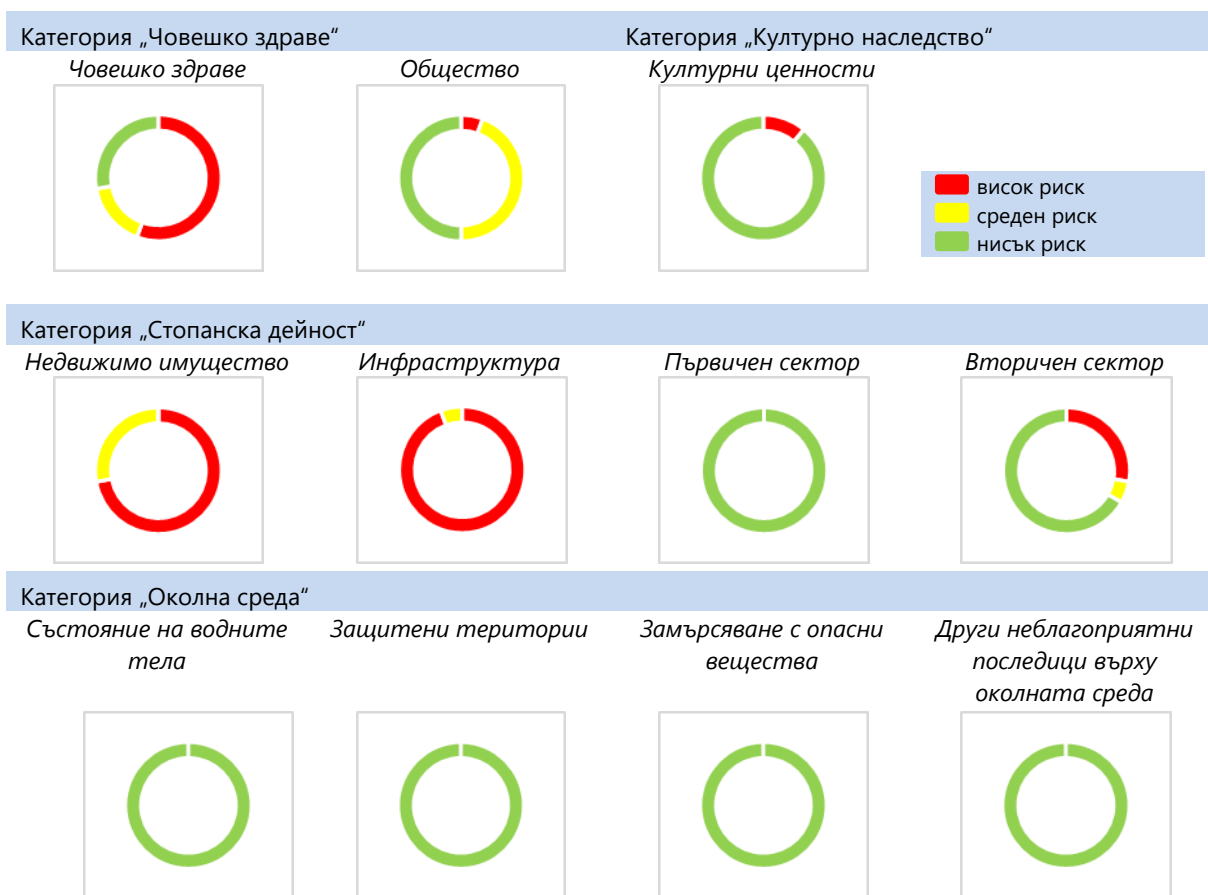 Категория „Човешко здраве“
Категория „Културно наследство“
Човешко здраве
Общество
Културни ценности
висок риск
среден риск
нисък риск
Категория „Стопанска дейност“
Недвижимо имущество
Инфраструктура
Първичен сектор
Вторичен сектор
Категория „Околна среда“
Състояние на водните
тела
Защитени територии
Замърсяване с опасни
вещества
Други неблагоприятни
последици върху
околната среда